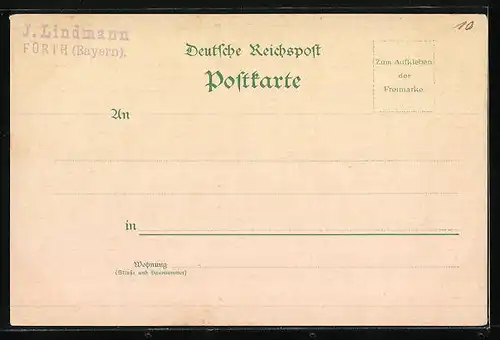 J. Lindmann
FÜRTH (Bayern).
10
Deutsche Reichspost
Postkarte
Zum Aufkleben
der
Freimarke
An
in
Wohnung
(Straße und Hausnummer)